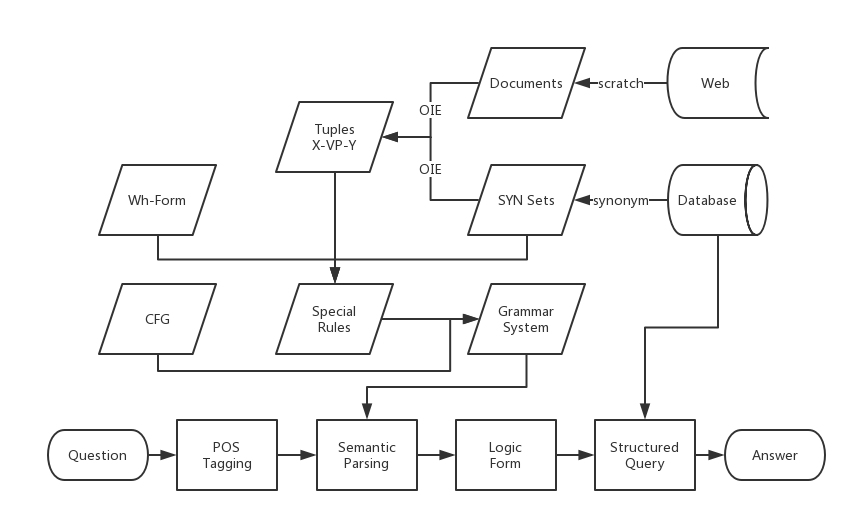 Documents
scratch
Web
OIE
Tuples
X-VP-Y
OIE
Wh-Form
SYN Sets
synonym
Database
CFG
Special
Rules
Grammar
System
Question
POS
Tagging
Semantic
Parsing
Logic
Form
Structured
Query
Answer